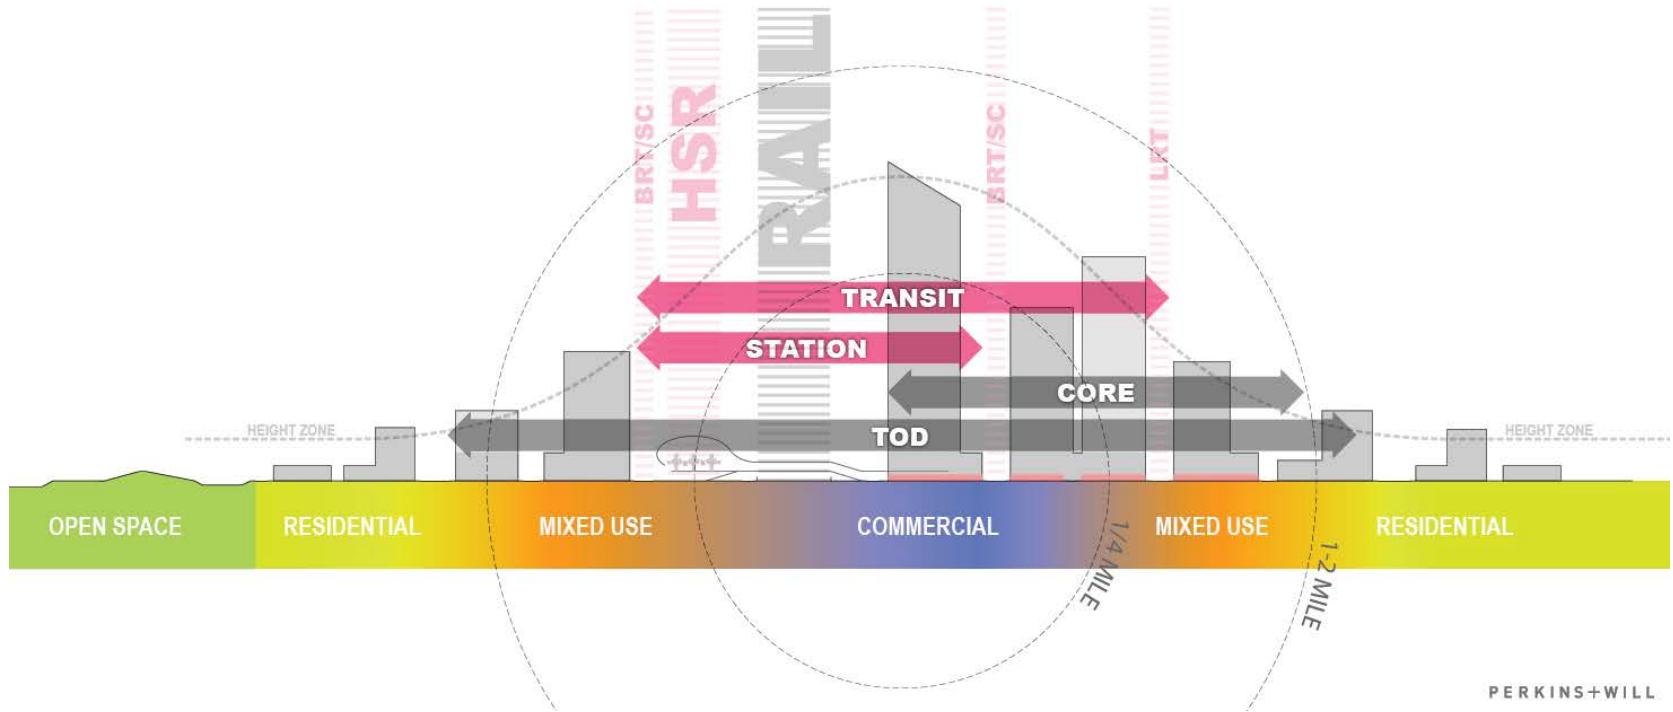 BRT/SC
HSR
RAIL
BRT/SC
LRT
TRANSIT
STATION
CORE
TOD
HEIGHT ZONE
HEIGHT ZONE
OPEN SPACE
RESIDENTIAL
MIXED USE
COMMERCIAL
MIXED USE
RESIDENTIAL
1/4 MILE
1-2 MILE
PERKINS+WILL